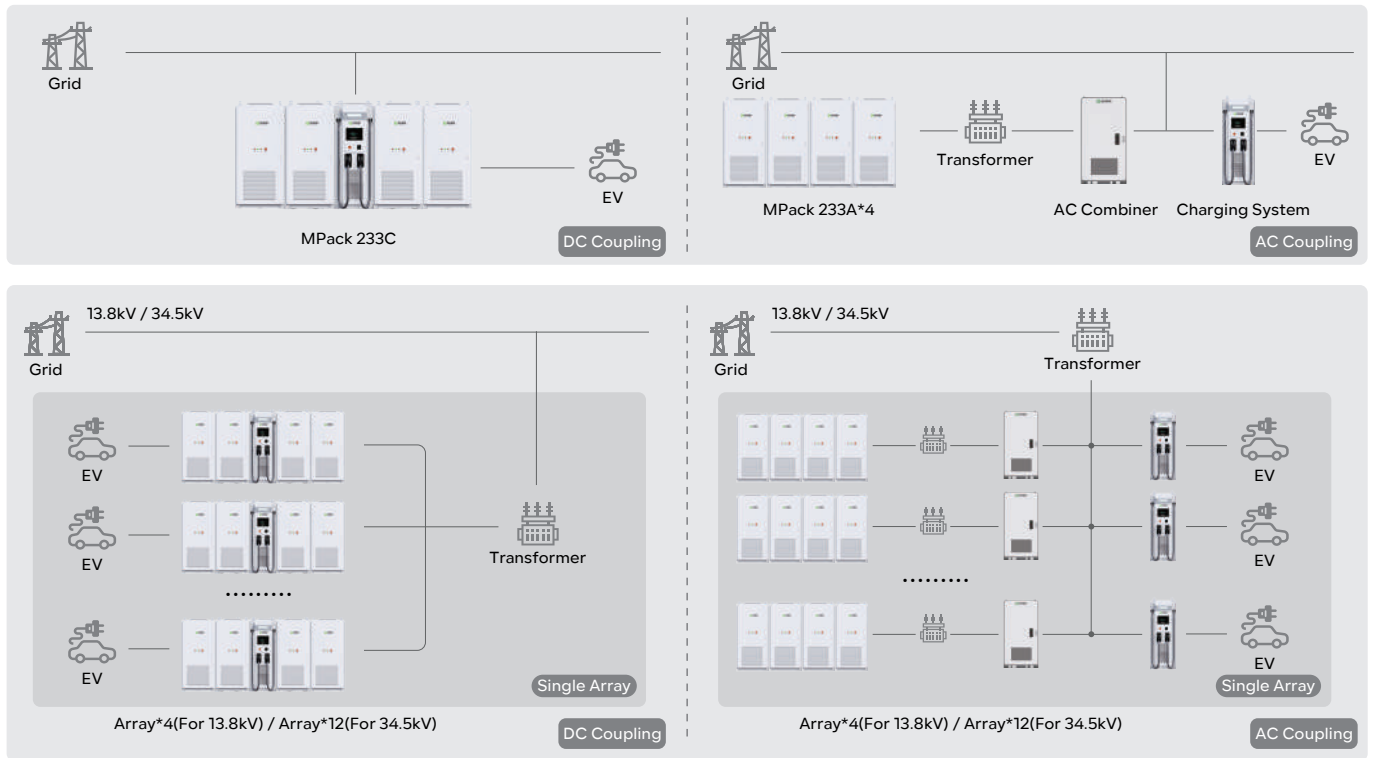 Grid
EV
MPack 233C
DC Coupling
Grid
Transformer
EV
MPack 233A*4
AC Combiner
Charging System
AC Coupling
13.8kV / 34.5kV
Grid
EV
EV
Transformer
.........
EV
Single Array
Array*4(For 13.8kV) / Array*12(For 34.5kV)
DC Coupling
13.8kV / 34.5kV
Grid
Transformer
EV
EV
.........
EV
Single Array
Array*4(For 13.8kV) / Array*12(For 34.5kV)
AC Coupling